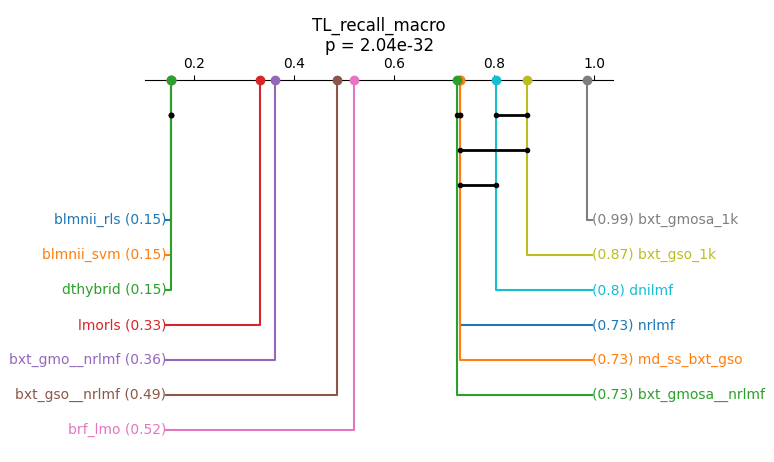 TL_recall_macro
p = 2.04e-32
0.2 0.4 0.6 0.8 1.0
blmnii_rls (0.15) (0.99) bxt_gmosa_1k
blmnii_svm (0.15) (0.87) bxt_gso_1k
dthybrid (0.15) (0.8) dnilmf
lmorls (0.33) (0.73) nrlmf
bxt_gmo__nrlmf (0.36) (0.73) md_ss_bxt_gso
bxt_gso__nrlmf (0.49) (0.73) bxt_gmosa__nrlmf
brf_lmo (0.52)